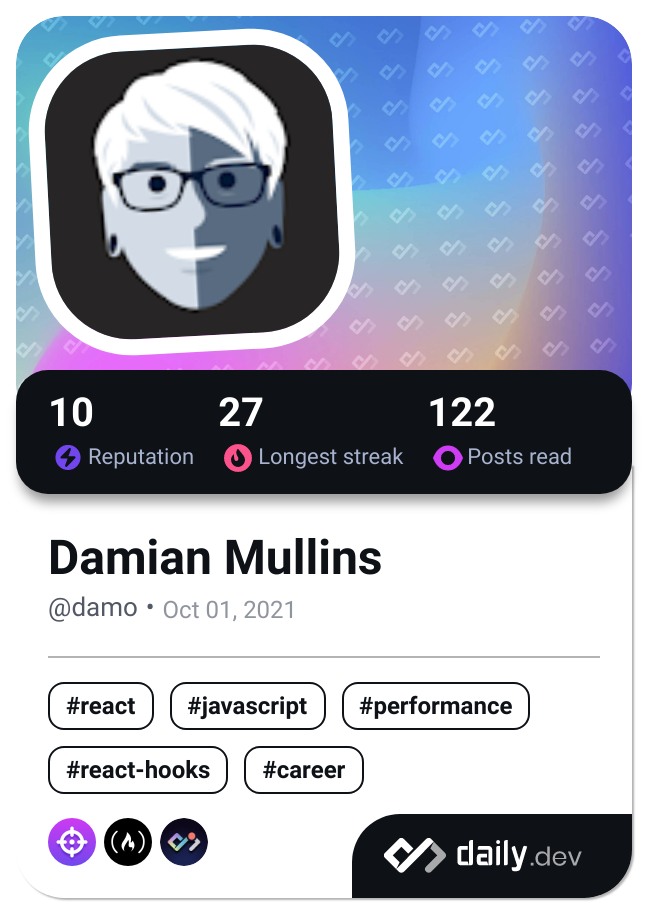 10 27 122
Reputation Longest streak Posts read
Damian Mullins
@damo • Oct 01, 2021
#react #javascript #performance
#react-hooks #career
daily.dev